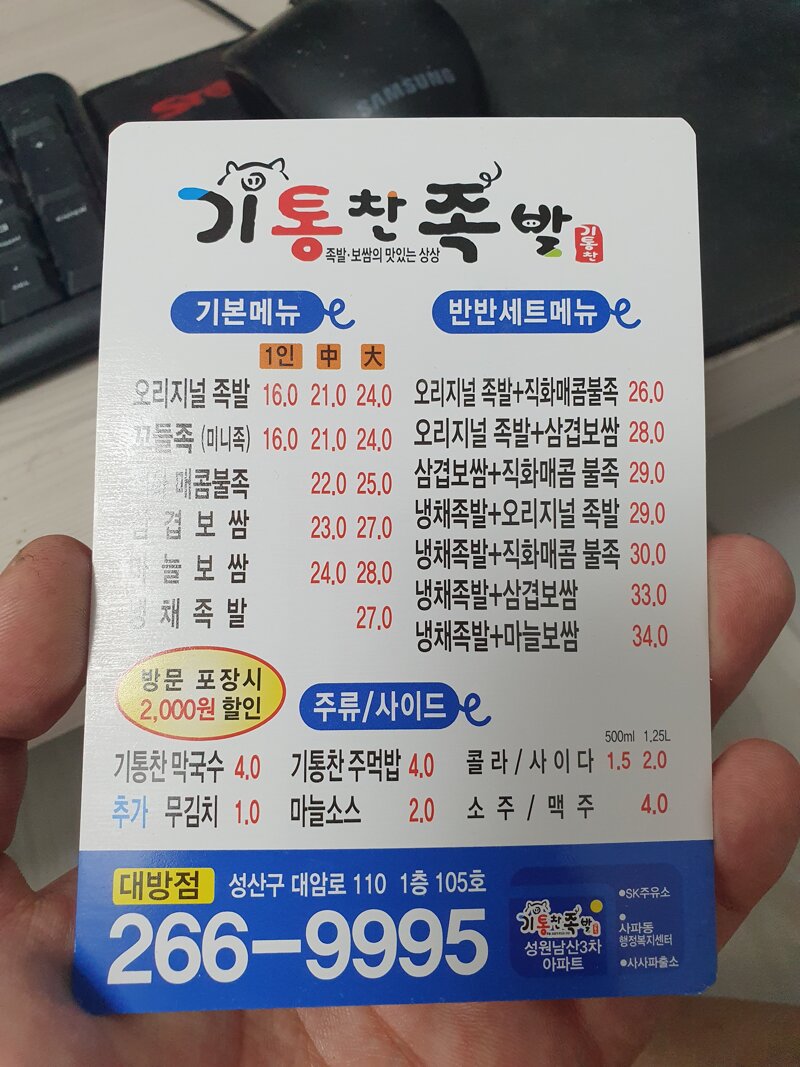 SAMSUNG
기통찬족발
기통찬
족발·보쌈의 맛있는 상상
기본메뉴
1인 中 大
오리지널 족발 16.0 21.0 24.0
꼬들족 (미니족) 16.0 21.0 24.0
직화매콤불족 22.0 25.0
삼겹보쌈 23.0 27.0
마늘보쌈 24.0 28.0
냉채족발 27.0
반반세트메뉴
오리지널 족발+직화매콤불족 26.0
오리지널 족발+삼겹보쌈 28.0
삼겹보쌈+직화매콤 불족 29.0
냉채족발+오리지널 족발 29.0
냉채족발+직화매콤 불족 30.0
냉채족발+삼겹보쌈 33.0
냉채족발+마늘보쌈 34.0
방문 포장시
2,000원 할인
주류/사이드
500ml 1.25L
기통찬 막국수 4.0 기통찬 주먹밥 4.0 콜라/사이다 1.5 2.0
추가 무김치 1.0 마늘소스 2.0 소주/맥주 4.0
대방점 성산구 대암로 110 1층 105호
266-9995
기통찬족발
성원남산3차
아파트
SK주유소
사파동
행정복지센터
사사파출소